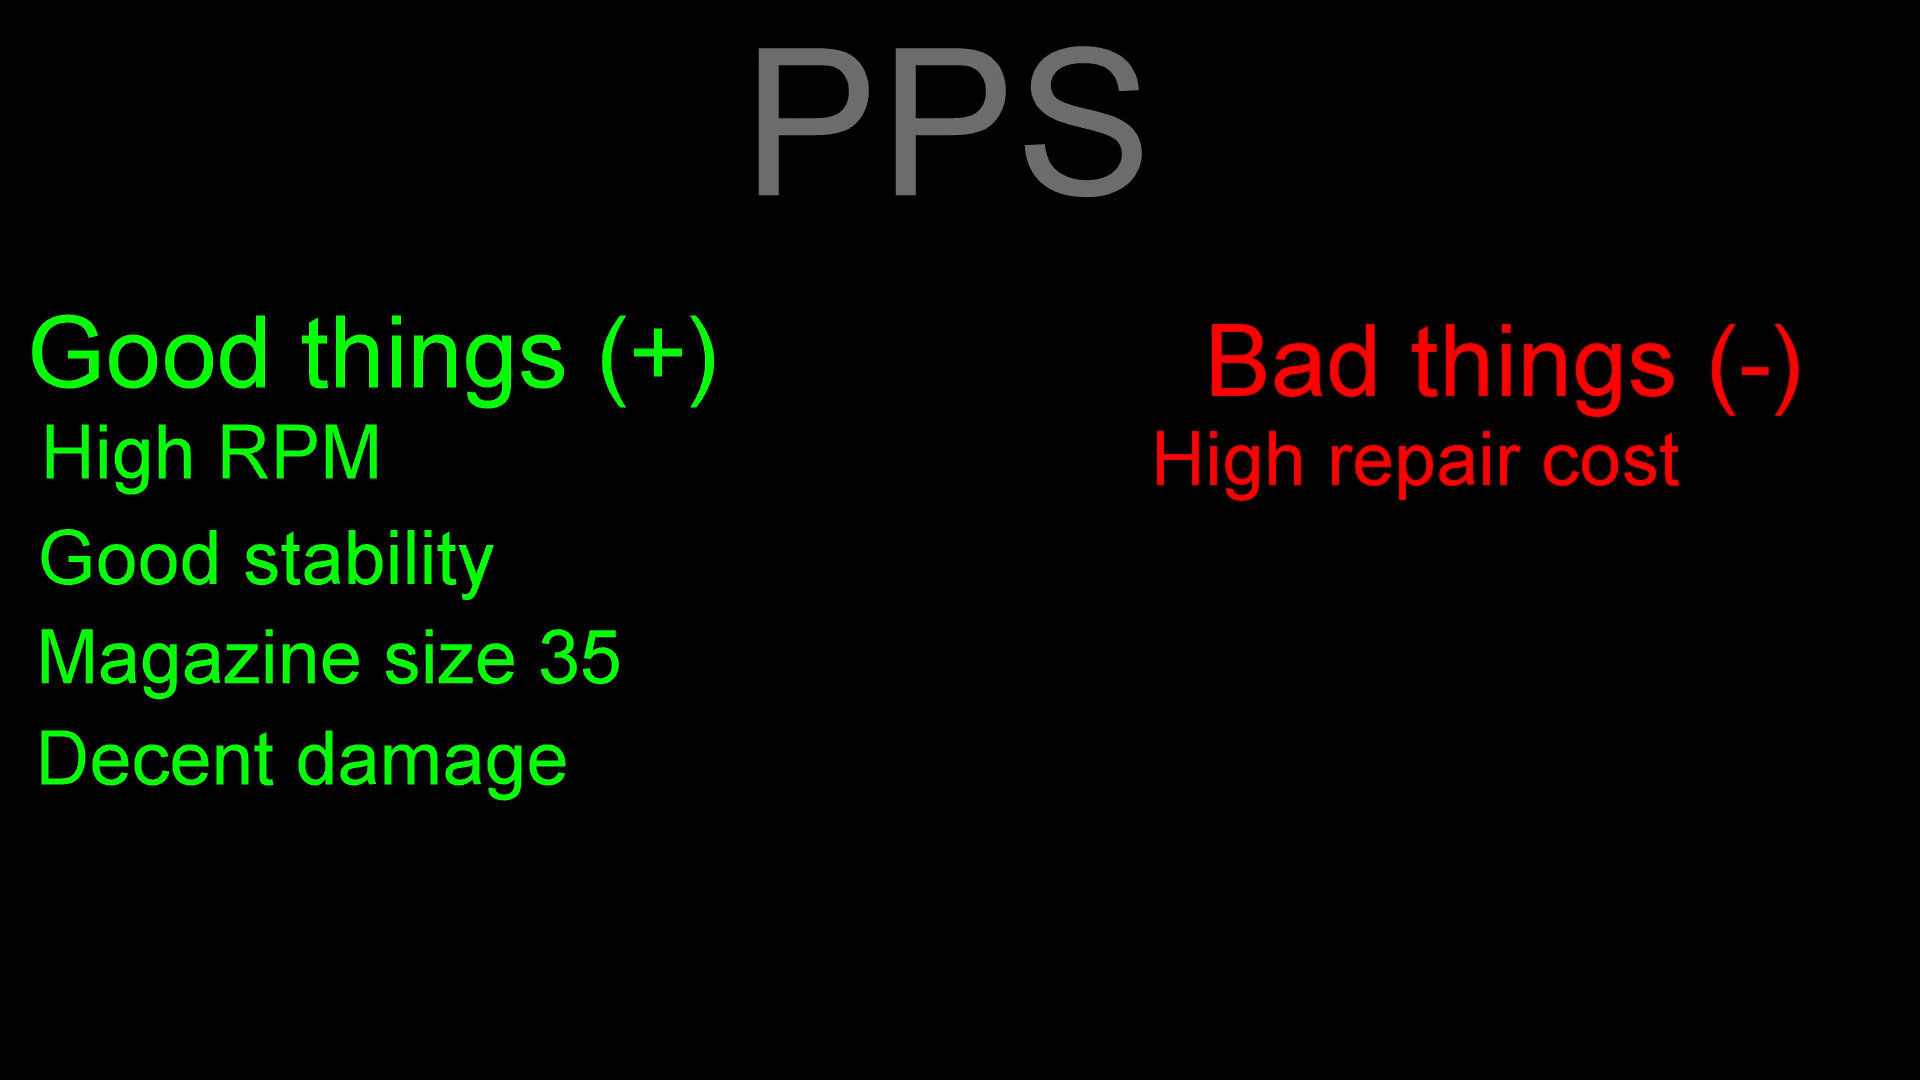 PPS
Good things (+)
High RPM
Good stability
Magazine size 35
Decent damage
Bad things (-)
High repair cost